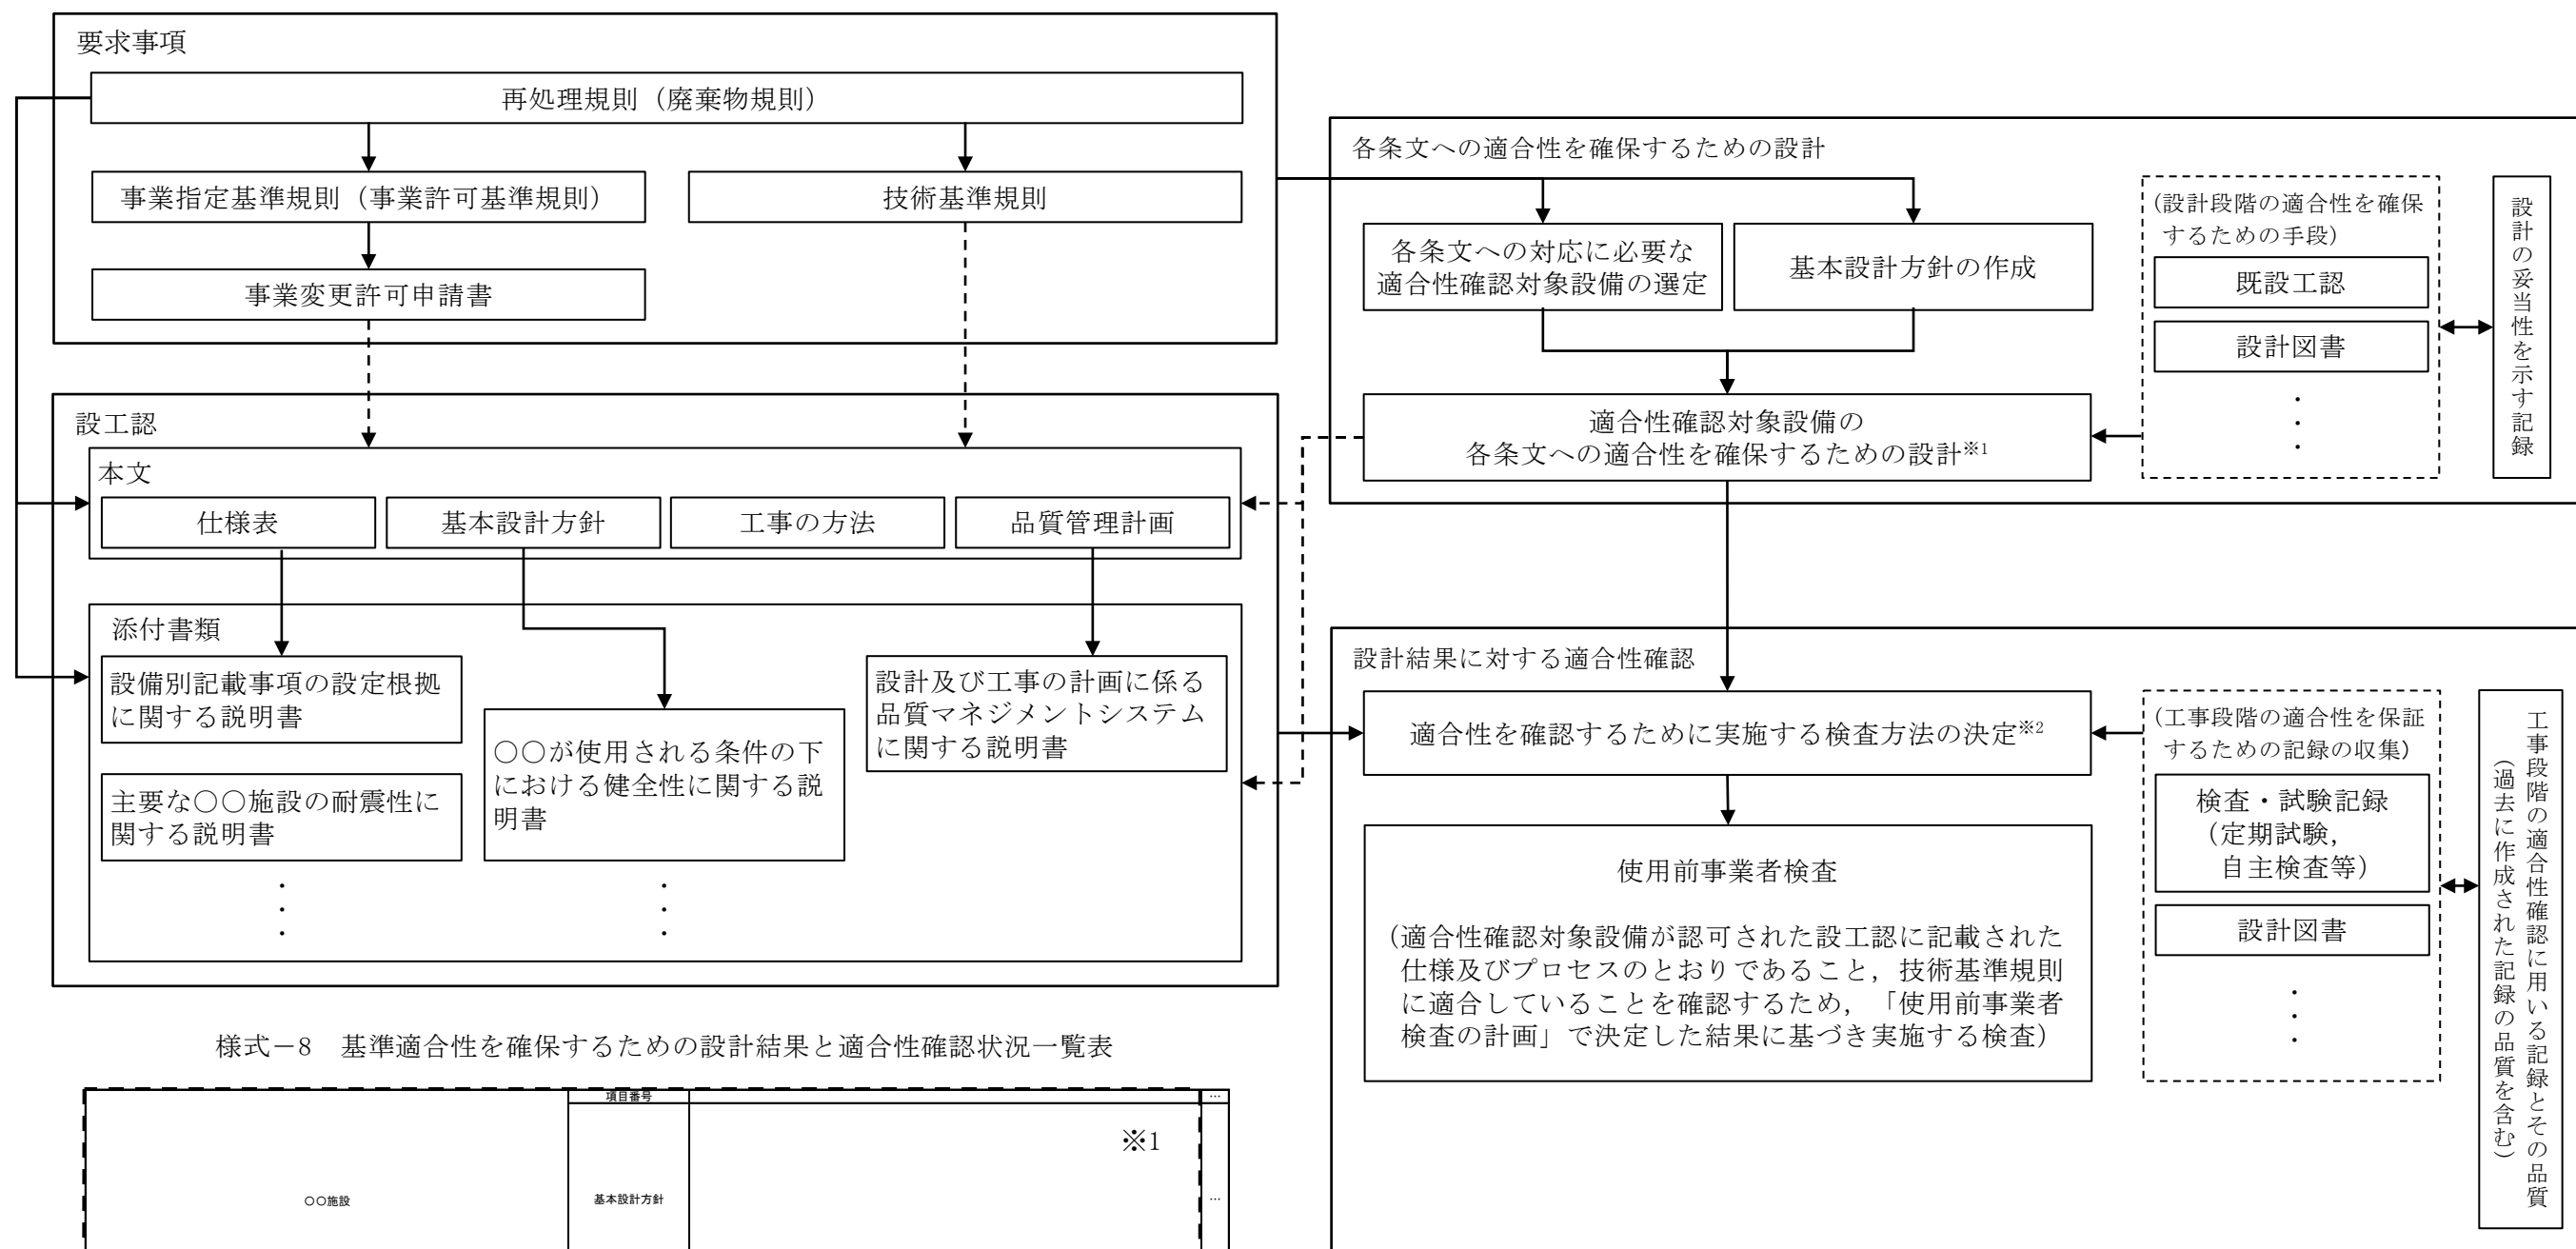 要求事項
再処理規則（廃棄物規則）
事業指定基準規則（事業許可基準規則）
技術基準規則
事業変更許可申請書
設工認
本文
仕様表
基本設計方針
工事の方法
品質管理計画
添付書類
設備別記載事項の設定根拠
に関する説明書
主要な○○施設の耐震性に
関する説明書
・
・
・
○○が使用される条件の下
における健全性に関する説
明書
・
・
・
設計及び工事の計画に係る
品質マネジメントシステム
に関する説明書
各条文への適合性を確保するための設計
各条文への対応に必要な
適合性確認対象設備の選定
基本設計方針の作成
適合性確認対象設備の
各条文への適合性を確保するための設計※1
（設計段階の適合性を確保
するための手段）
既設工認
設計図書
・
・
・
設計の妥当性を示す記録
設計結果に対する適合性確認
適合性を確認するために実施する検査方法の決定※2
使用前事業者検査
（適合性確認対象設備が認可された設工認に記載された
仕様及びプロセスのとおりであること，技術基準規則
に適合していることを確認するため，「使用前事業者
検査の計画」で決定した結果に基づき実施する検査）
（工事段階の適合性を保証
するための記録の収集）
検査・試験記録
（定期試験，
自主検査等）
設計図書
・
・
・
工事段階の適合性確認に用いる記録とその品質
（過去に作成された記録の品質を含む）
様式－8　基準適合性を確保するための設計結果と適合性確認状況一覧表
項目番号
…
※1
○○施設
基本設計方針
…